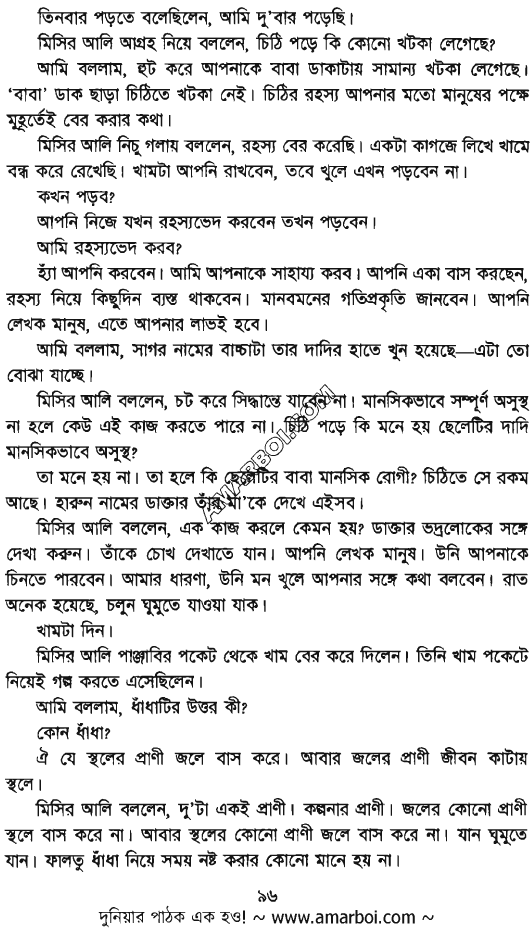 তিনবার পড়তে বলেছিলেন, আমি দু'বার পড়েছি।
মিসির আলি আগ্রহ নিয়ে বললেন, চিঠি পড়ে কি কোনো খটকা লেগেছে?
আমি বললাম, হুট করে আপনাকে বাবা ডাকাটায় সামান্য খটকা লেগেছে।
‘বাবা’ ডাক ছাড়া চিঠিতে খটকা নেই। চিঠির রহস্য আপনার মতো মানুষের পক্ষে
মুহূর্তেই বের করার কথা।
মিসির আলি নিচু গলায় বললেন, রহস্য বের করেছি। একটা কাগজে লিখে খামে
বন্ধ করে রেখেছি। খামটা আপনি রাখবেন, তবে খুলে এখন পড়বেন না।
কখন পড়ব?
আপনি নিজে যখন রহস্যভেদ করবেন তখন পড়বেন।
আমি রহস্যভেদ করব?
হ্যাঁ আপনি করবেন। আমি আপনাকে সাহায্য করব। আপনি একা বাস করছেন,
রহস্য নিয়ে কিছুদিন ব্যস্ত থাকবেন। মানবমনের গতিপ্রকৃতি জানবেন। আপনি
লেখক মানুষ, এতে আপনার লাভই হবে।
আমি বললাম, সাগর নামের বাচ্চাটা তার দাদির হাতে খুন হয়েছে—এটা তো
বোঝা যাচ্ছে।
মিসির আলি বললেন, চট করে সিদ্ধান্তে যাবেন না। মানসিকভাবে সম্পূর্ণ অসুস্থ
না হলে কেউ এই কাজ করতে পারে না। চিঠি পড়ে কি মনে হয় ছেলেটির দাদি
মানসিকভাবে অসুস্থ?
তা মনে হয় না। তা হলে কি ছেলেটির বাবা মানসিক রোগী? চিঠিতে সে রকম
আছে। হারুন নামের ডাক্তার তাঁর মা'কে দেখে এইসব।
মিসির আলি বললেন, এক কাজ করলে কেমন হয়? ডাক্তার ভদ্রলোকের সঙ্গে
দেখা করুন। তাঁকে চোখ দেখাতে যান। আপনি লেখক মানুষ। উনি আপনাকে
চিনতে পারবেন। আমার ধারণা, উনি মন খুলে আপনার সঙ্গে কথা বলবেন। রাত
অনেক হয়েছে, চলুন ঘুমুতে যাওয়া যাক।
খামটা দিন।
মিসির আলি পাঞ্জাবির পকেট থেকে খাম বের করে দিলেন। তিনি খাম পকেটে
নিয়েই গল্প করতে এসেছিলেন।
আমি বললাম, ধাঁধাটির উত্তর কী?
কোন ধাঁধা?
ঐ যে স্থলের প্রাণী জলে বাস করে। আবার জলের প্রাণী জীবন কাটায়
স্থলে।
মিসির আলি বললেন, দু'টা একই প্রাণী। কল্পনার প্রাণী। জলের কোনো প্রাণী
স্থলে বাস করে না। আবার স্থলের কোনো প্রাণী জলে বাস করে না। যান ঘুমুতে
যান। ফালতু ধাঁধা নিয়ে সময় নষ্ট করার কোনো মানে হয় না।
AMARBOI.COM
৯৬
দুনিয়ার পাঠক এক হও! ~ www.amarboi.com ~